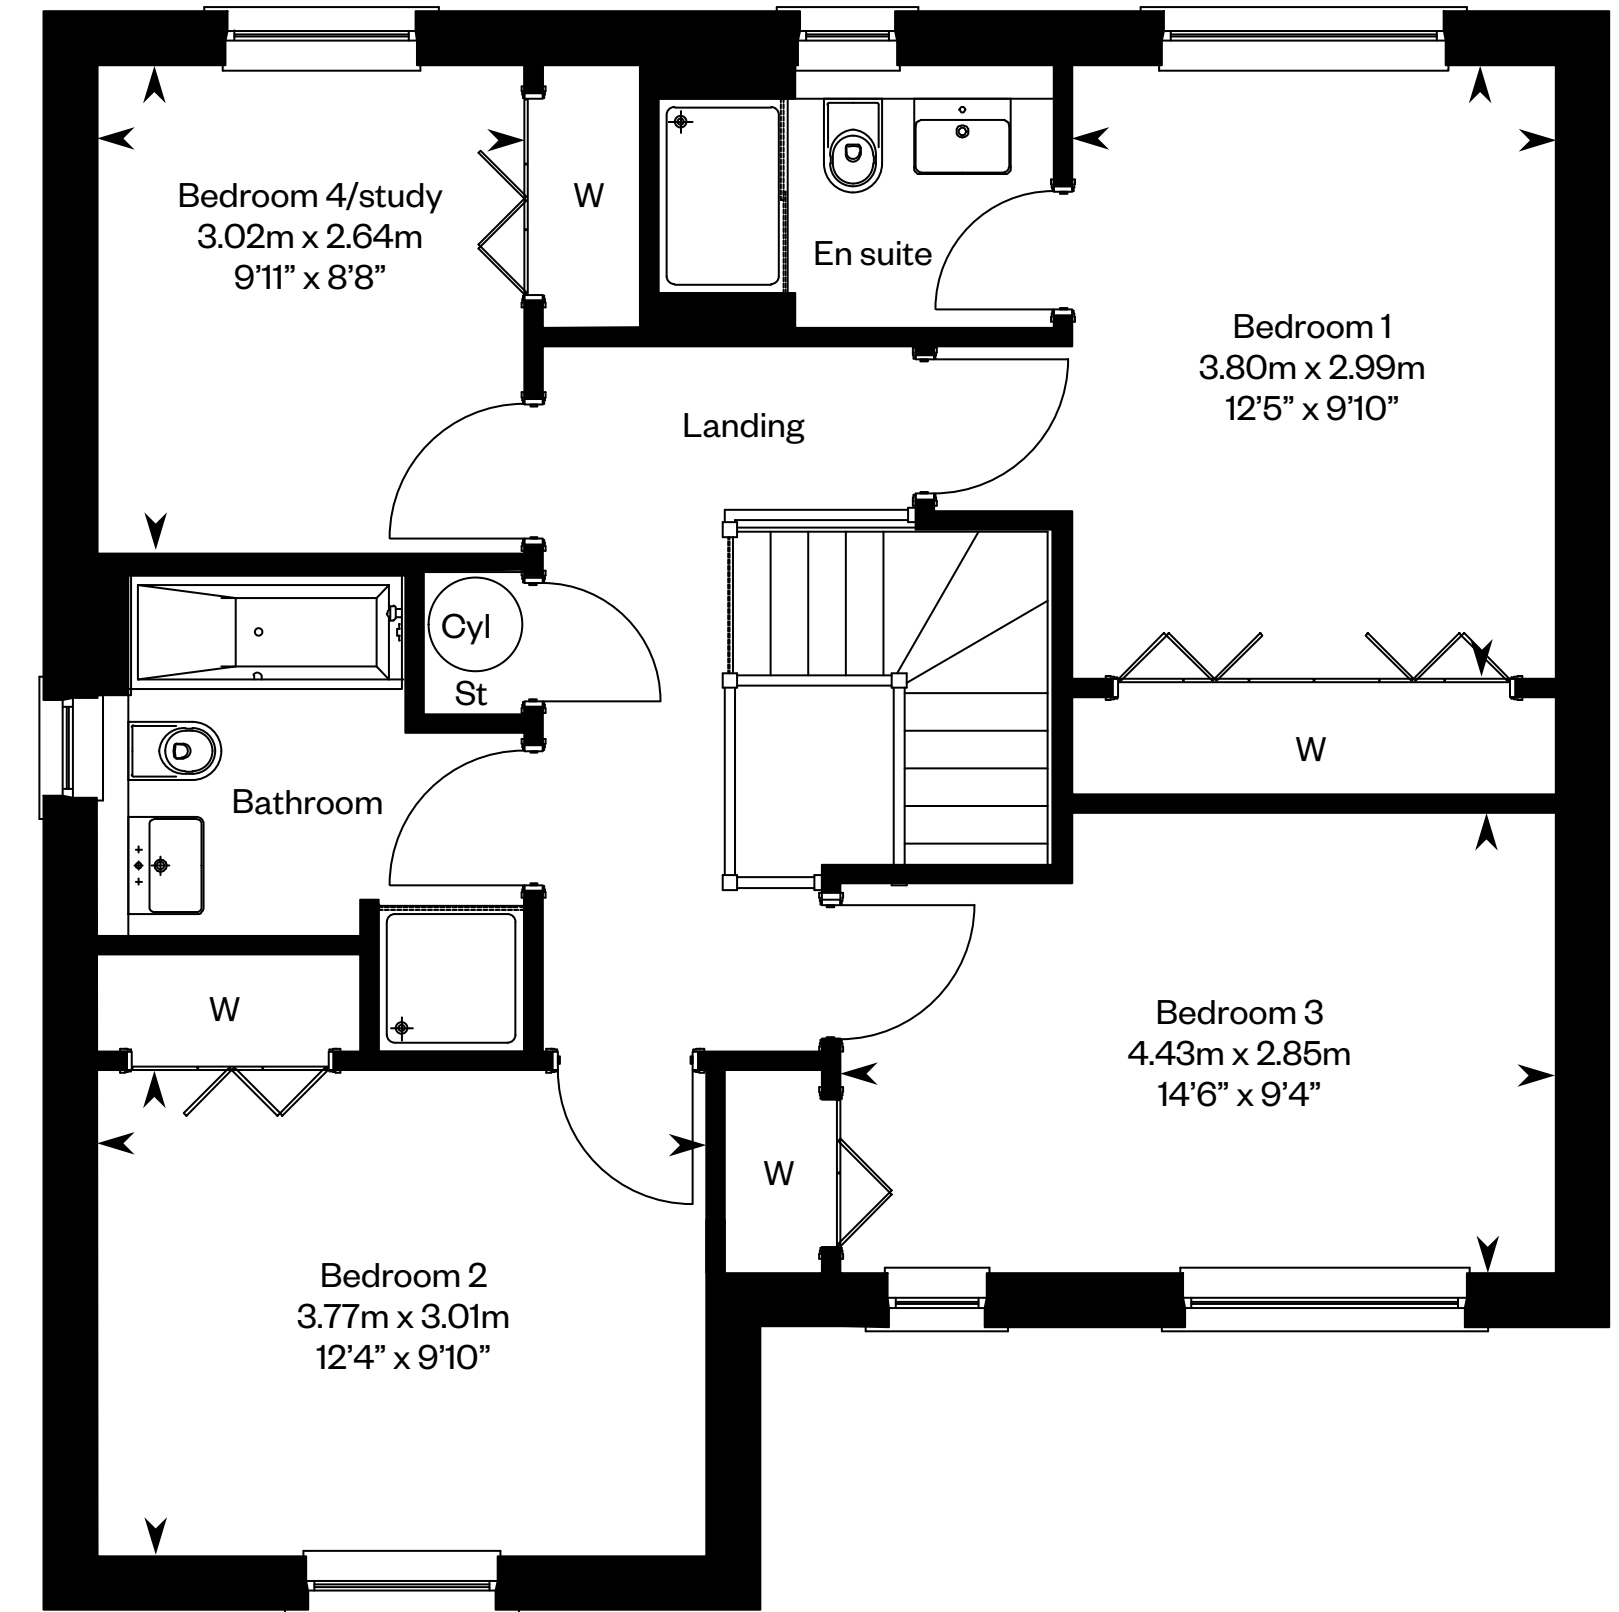 Bedroom 4/study
3.02m x 2.64m
9’11” x 8’8”
W
En suite
Bedroom 1
3.80m x 2.99m
12’5” x 9’10”
Landing
Cyl
St
W
Bathroom
W
Bedroom 3
4.43m x 2.85m
14’6” x 9’4”
W
Bedroom 2
3.77m x 3.01m
12’4” x 9’10”